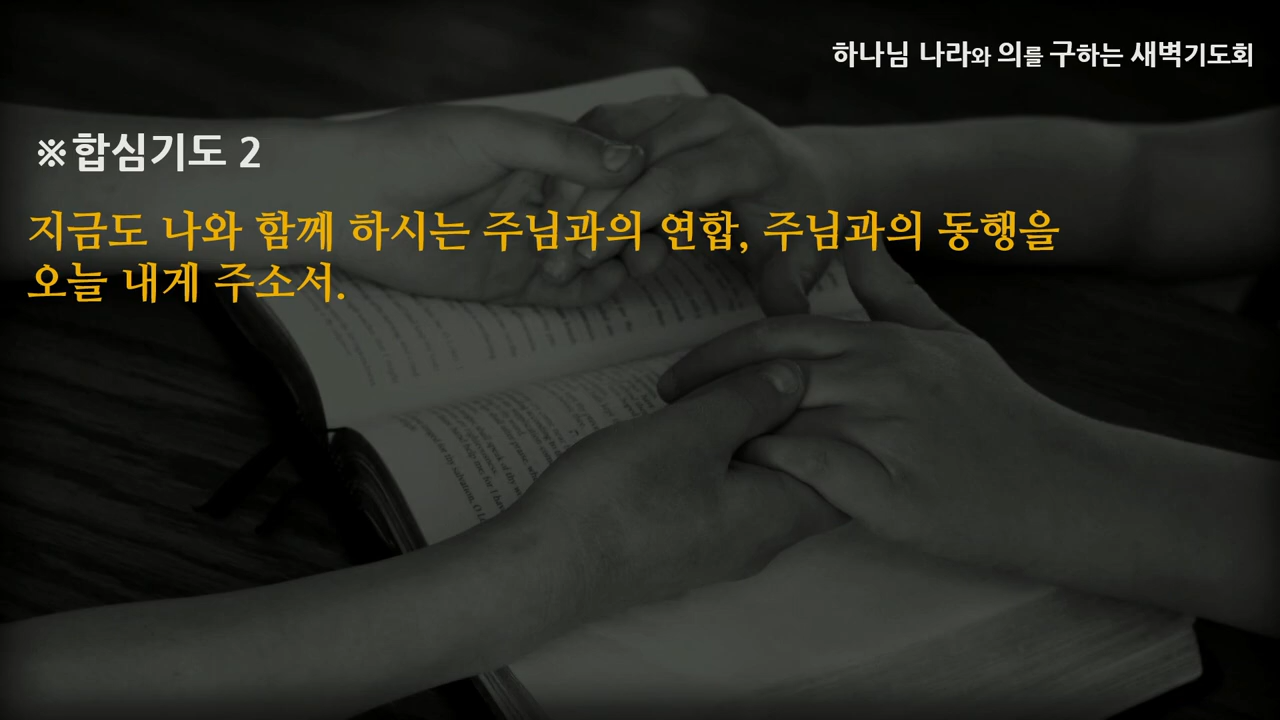 하나님 나라와 의를 구하는 새벽기도회
※합심기도 2
지금도 나와 함께 하시는 주님과의 연합, 주님과의 동행을
오늘 내게 주소서.